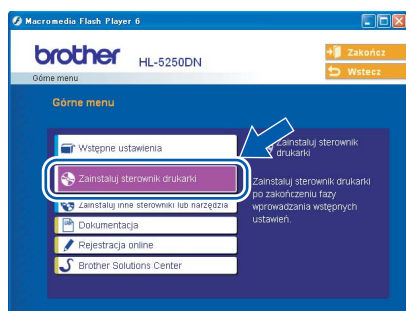 Macromedia Flash Player 6
brother HL-5250DN
Zakończ
Wstecz
Górne menu
Górne menu
Wstępne ustawienia
Zainstaluj sterownik drukarki
Zainstaluj inne sterowniki lub narzędzia
Dokumentacja
Rejestracja online
Brother Solutions Center
Zainstaluj sterownik
drukarki
Zainstaluj sterownik drukarki
po zakończeniu fazy
wprowadzania wstępnych
ustawień.